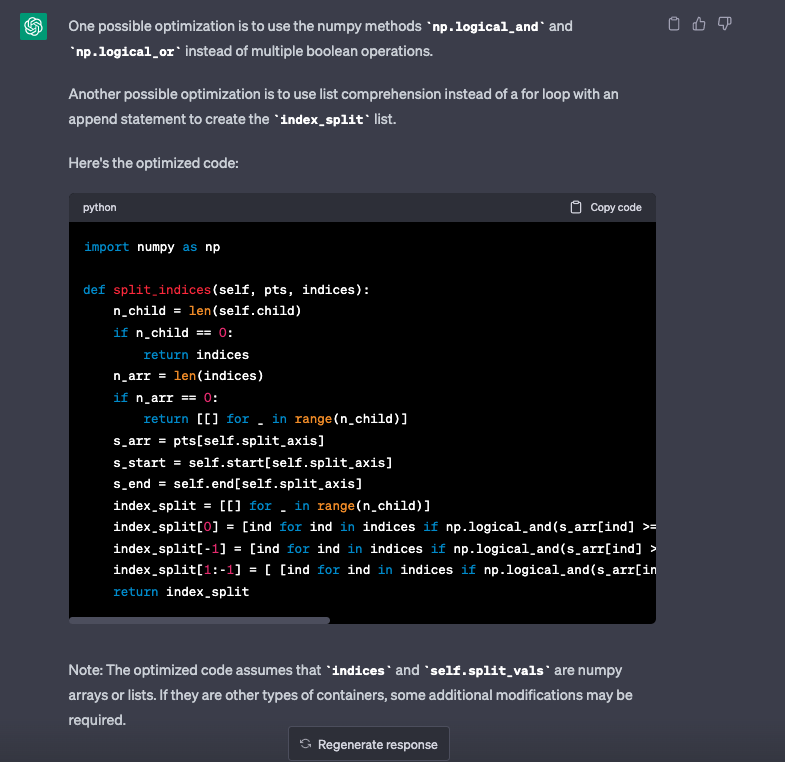 One possible optimization is to use the numpy methods `np.logical_and` and
`np.logical_or` instead of multiple boolean operations.
Another possible optimization is to use list comprehension instead of a for loop with an
append statement to create the `index_split` list.
Here's the optimized code:
python
Copy code
import numpy as np
def split_indices(self, pts, indices):
    n_child = len(self.child)
    if n_child == 0:
        return indices
    n_arr = len(indices)
    if n_arr == 0:
        return [[] for _ in range(n_child)]
    s_arr = pts[self.split_axis]
    s_start = self.start[self.split_axis]
    s_end = self.end[self.split_axis]
    index_split = [[] for _ in range(n_child)]
    index_split[0] = [ind for ind in indices if np.logical_and(s_arr[ind] >=
    index_split[-1] = [ind for ind in indices if np.logical_and(s_arr[ind] >
    index_split[1:-1] = [ [ind for ind in indices if np.logical_and(s_arr[in
    return index_split
Note: The optimized code assumes that `indices` and `self.split_vals` are numpy
arrays or lists. If they are other types of containers, some additional modifications may be
required.
Regenerate response